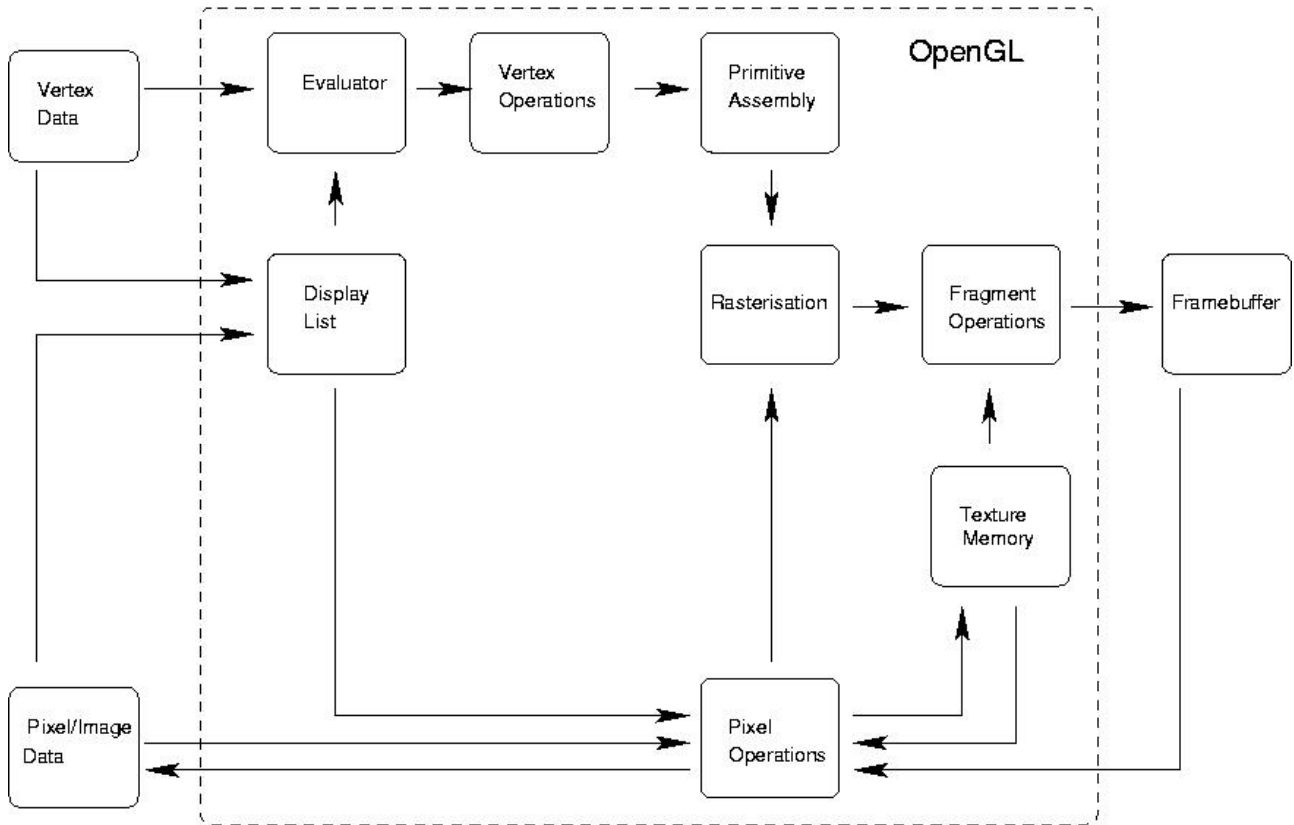 OpenGL
Vertex
Data
Evaluator
Vertex
Operations
Primitive
Assembly
Display
List
Rasterisation
Fragment
Operations
Framebuffer
Texture
Memory
Pixel/Image
Data
Pixel
Operations